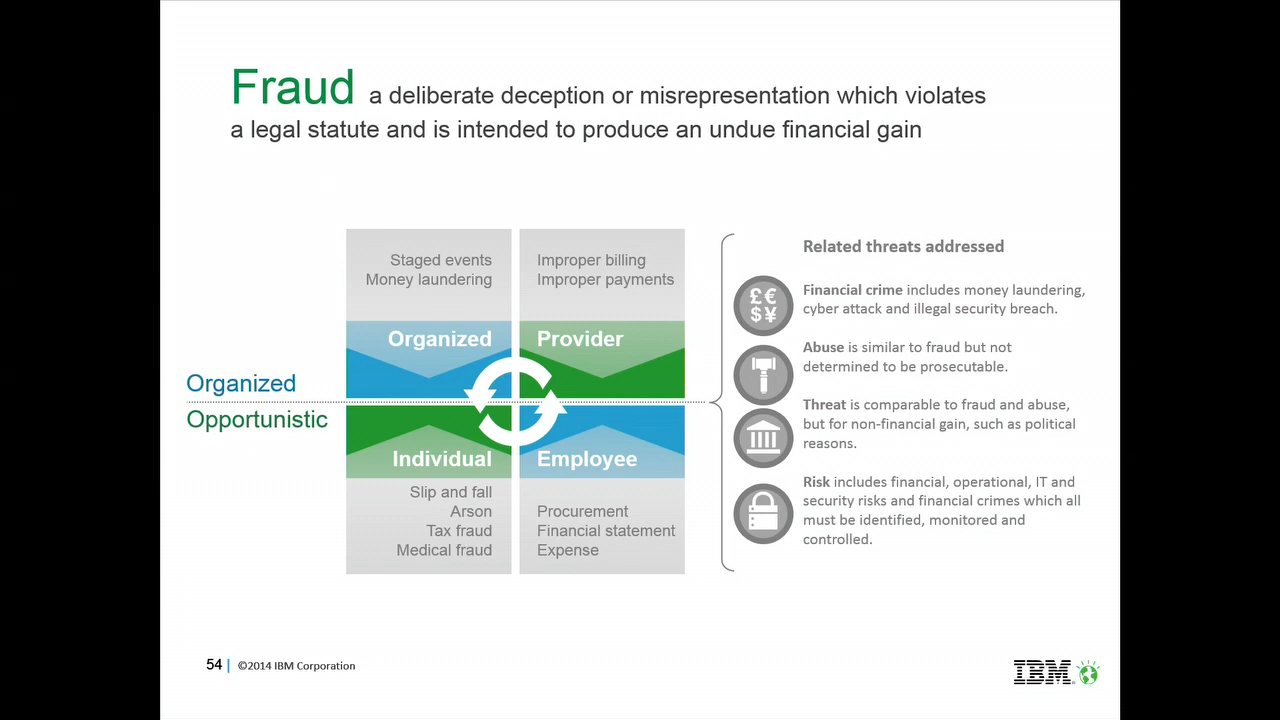 Fraud a deliberate deception or misrepresentation which violates
a legal statute and is intended to produce an undue financial gain
Staged events
Money laundering
Improper billing
Improper payments
Organized
Provider
Organized
Opportunistic
Individual
Employee
Slip and fall
Arson
Tax fraud
Medical fraud
Procurement
Financial statement
Expense
Related threats addressed
£€
$¥
Financial crime includes money laundering,
cyber attack and illegal security breach.
Abuse is similar to fraud but not
determined to be prosecutable.
Threat is comparable to fraud and abuse,
but for non-financial gain, such as political
reasons.
Risk includes financial, operational, IT and
security risks and financial crimes which all
must be identified, monitored and
controlled.
54 | ©2014 IBM Corporation
IBM